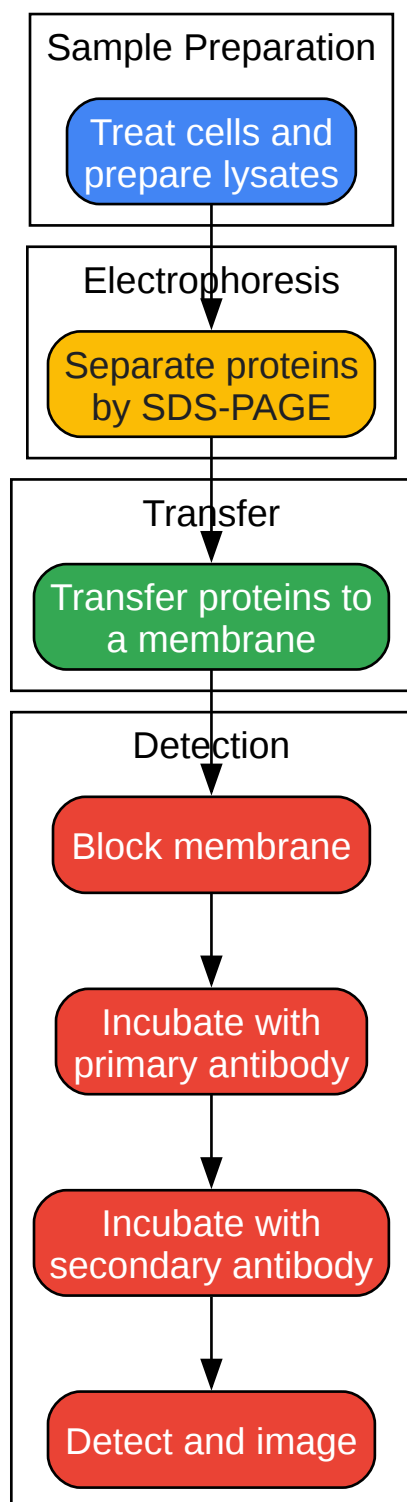 Sample Preparation
Treat cells and
prepare lysates
Electrophoresis
Separate proteins
by SDS-PAGE
Transfer
Transfer proteins to
a membrane
Detection
Block membrane
Incubate with
primary antibody
Incubate with
secondary antibody
Detect and image